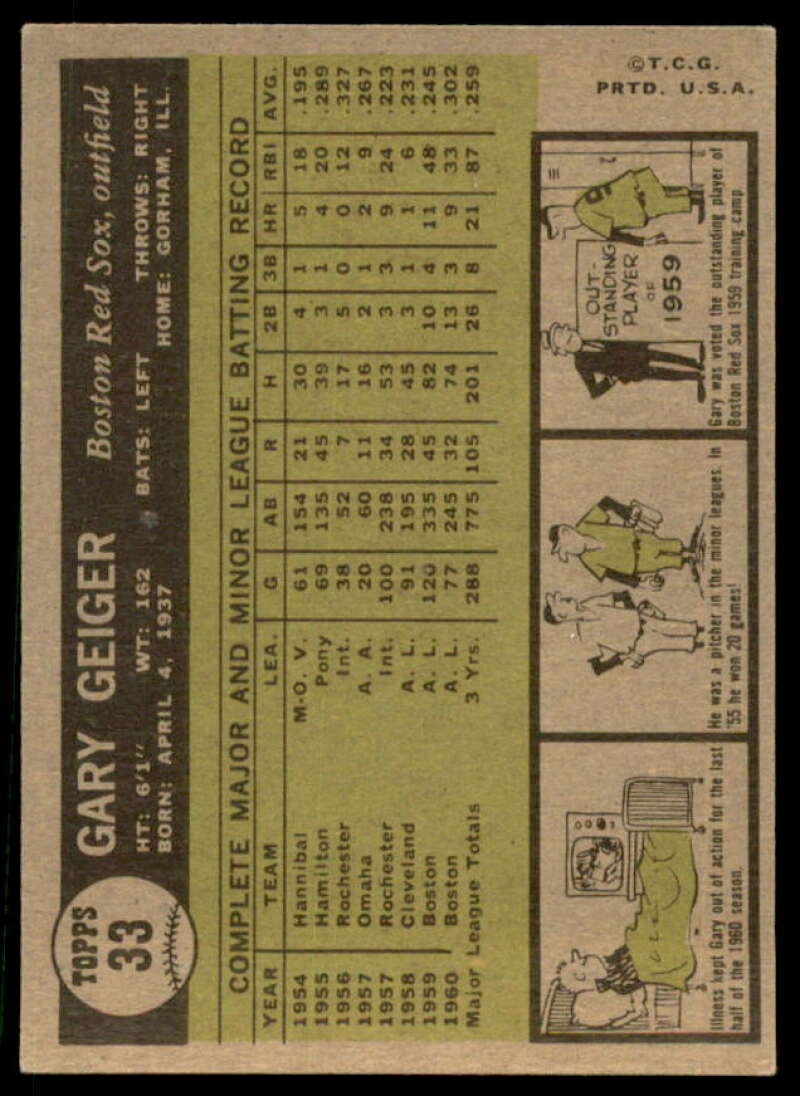 TOPPS
33
GARY GEIGER Boston Red Sox, outfield
HT: 6'1" WT: 162 BATS: LEFT THROWS: RIGHT
BORN: APRIL 4, 1937 HOME: GORHAM, ILL.
COMPLETE MAJOR AND MINOR LEAGUE BATTING RECORD
YEAR TEAM LEA. G AB R H 2B 3B HR RBI AVG.
1954 Hannibal M-O. V. 61 154 21 30 4 1 5 18 .195
1955 Hamilton Pony 69 135 45 39 3 1 4 20 .289
1956 Rochester Int. 38 52 7 17 5 0 0 12 .327
1957 Omaha A. A. 20 60 11 16 2 1 2 9 .267
1957 Rochester Int. 100 238 34 53 3 3 9 24 .223
1958 Cleveland A. L. 91 195 28 45 3 1 1 6 .231
1959 Boston A. L. 120 335 45 82 10 4 11 48 .245
1960 Boston A. L. 77 245 32 74 13 3 9 33 .302
Major League Totals 3 Yrs. 288 775 105 201 26 8 21 87 .259
Illness kept Gary out of action for the last
half of the 1960 season.
He was a pitcher in the minor leagues. In
'55 he won 20 games!
OUT-
STANDING
PLAYER
OF
1959
Gary was voted the outstanding player of
Boston Red Sox 1959 training camp.
©T.C.G.
PRTD. U.S.A.